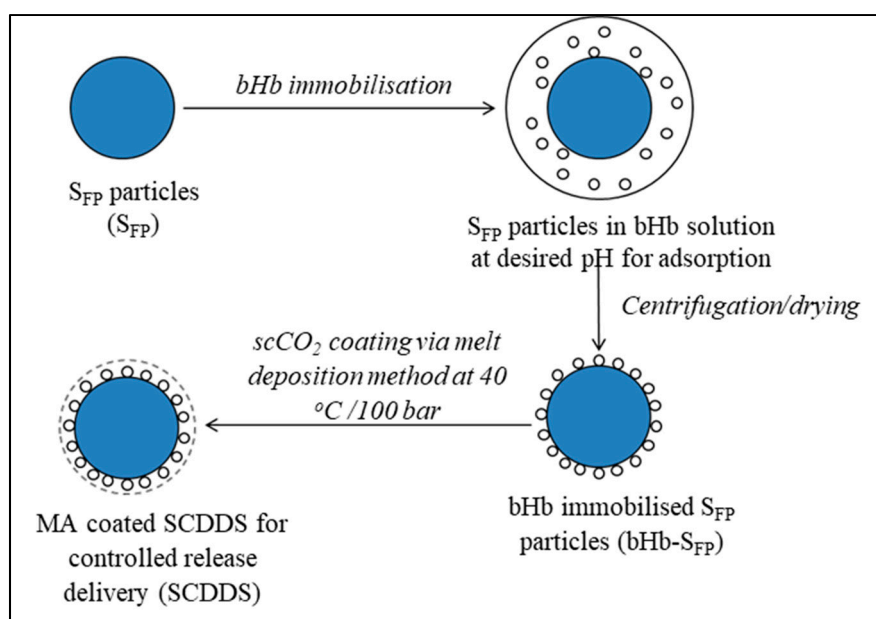 bHb immobilisation
S_FP particles
(S_FP)
S_FP particles in bHb solution
at desired pH for adsorption
Centrifugation/drying
scCO₂ coating via melt
deposition method at 40
°C /100 bar
bHb immobilised S_FP
particles (bHb-S_FP)
MA coated SCDDS for
controlled release
delivery (SCDDS)